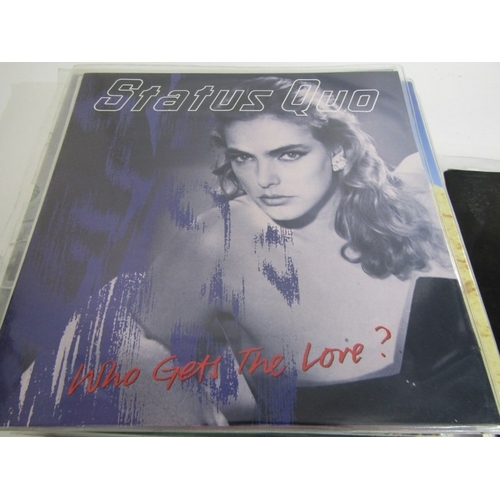 Status Quo
Who Gets The Love?